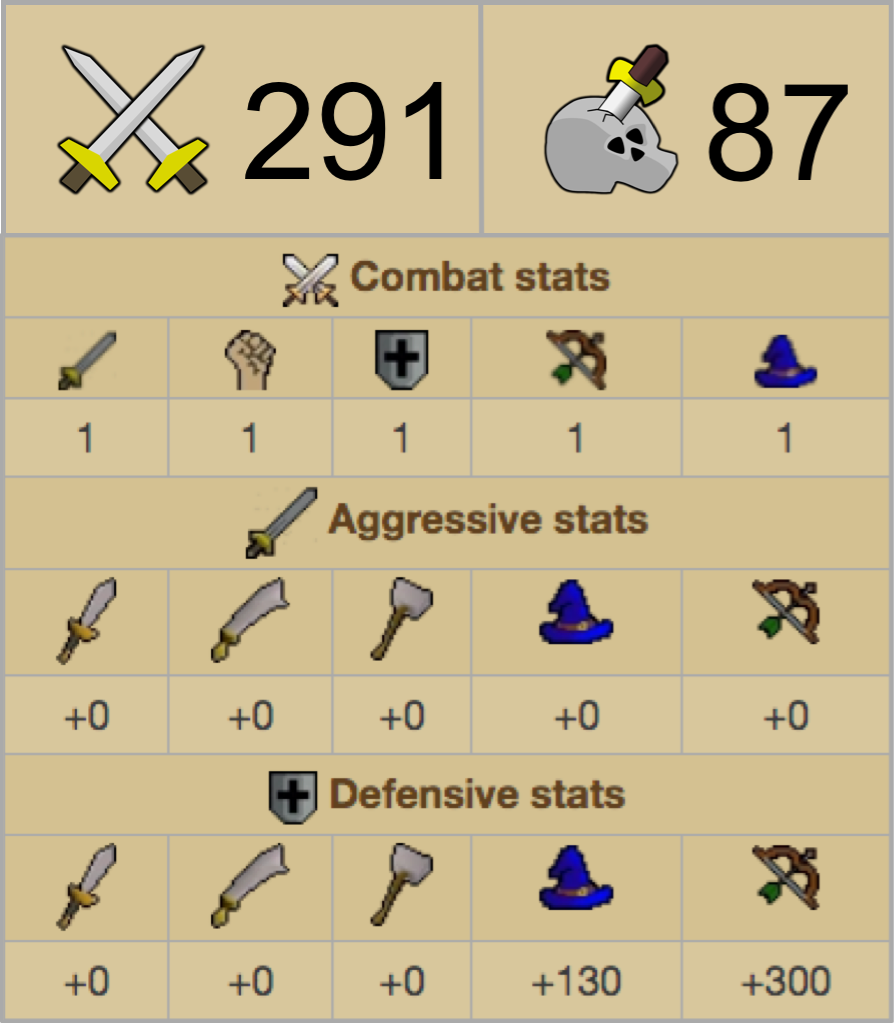 291 87
Combat stats
1 1 1 1 1
Aggressive stats
+0 +0 +0 +0 +0
Defensive stats
+0 +0 +0 +130 +300